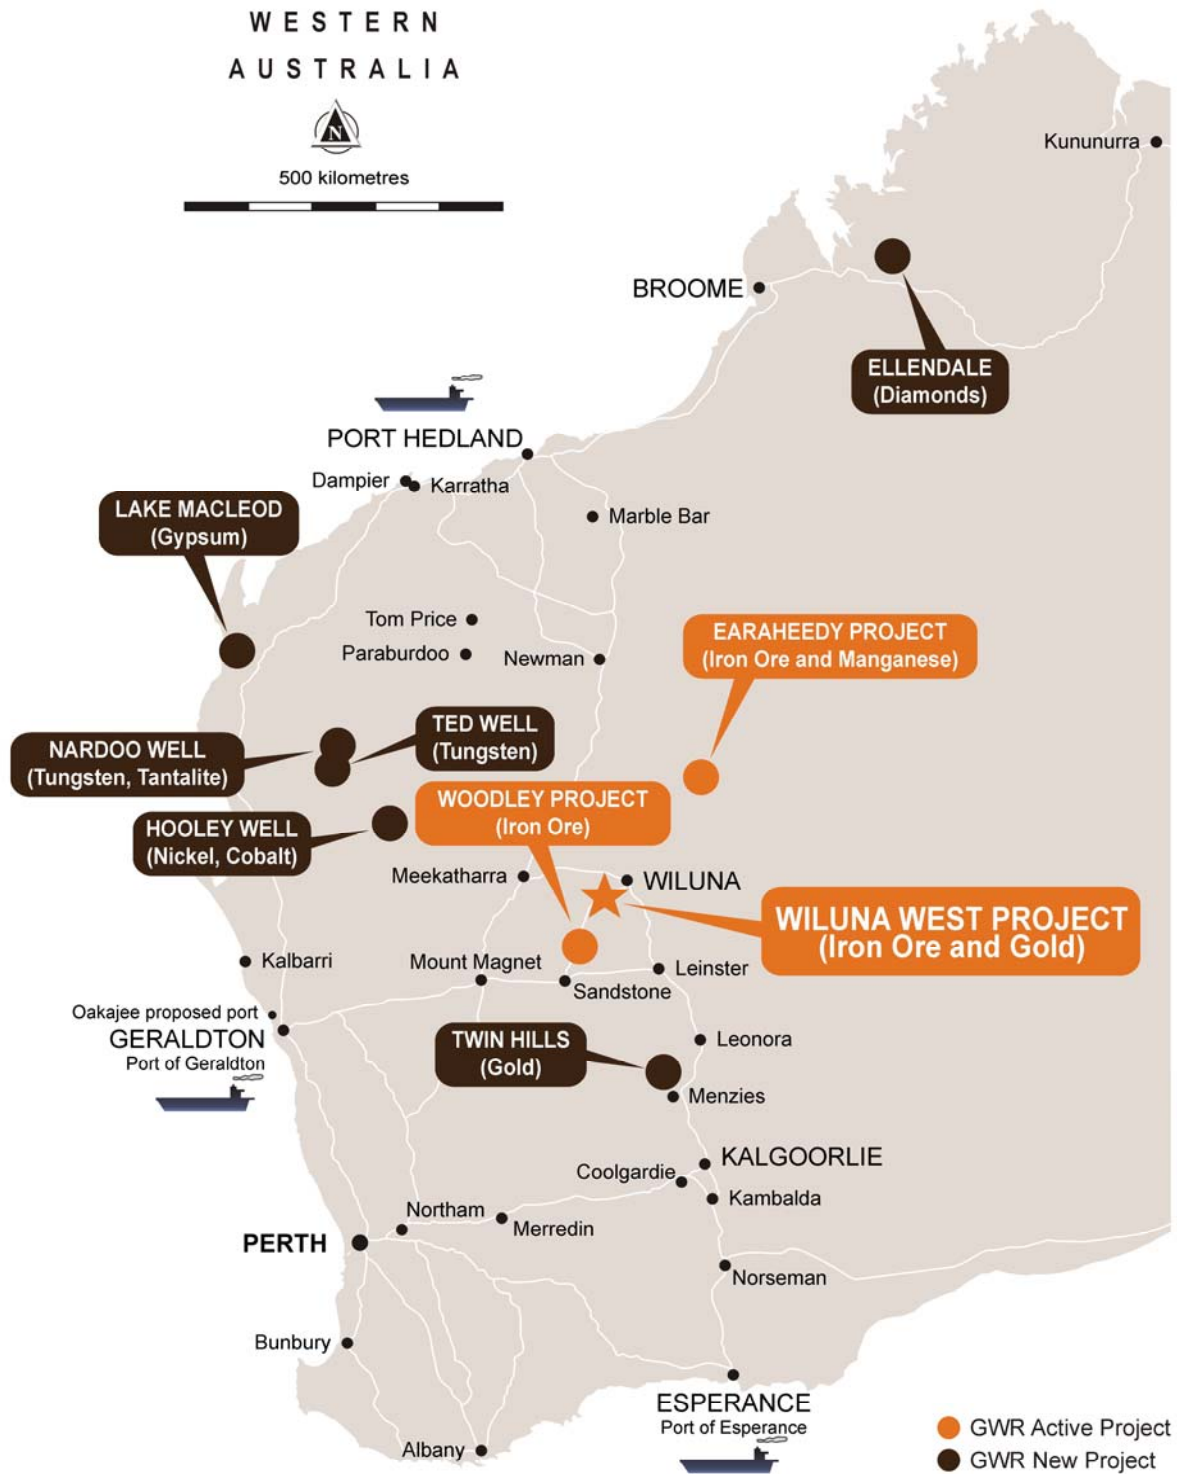 WESTERN
AUSTRALIA
N
500 kilometres
Kununurra
BROOME
ELLENDALE
(Diamonds)
PORT HEDLAND
Dampier
Karratha
LAKE MACLEOD
(Gypsum)
Marble Bar
Tom Price
Paraburdoo
Newman
EARAHEEDY PROJECT
(Iron Ore and Manganese)
TED WELL
(Tungsten)
NARDOO WELL
(Tungsten, Tantalite)
WOODLEY PROJECT
(Iron Ore)
HOOLEY WELL
(Nickel, Cobalt)
Meekatharra
WILUNA
WILUNA WEST PROJECT
(Iron Ore and Gold)
Kalbarri
Mount Magnet
Leinster
Sandstone
Oakajee proposed port
GERALDTON
Port of Geraldton
TWIN HILLS
(Gold)
Leonora
Menzies
KALGOORLIE
Coolgardie
Kambalda
Northam
Merredin
PERTH
Norseman
Bunbury
ESPERANCE
Port of Esperance
Albany
GWR Active Project
GWR New Project